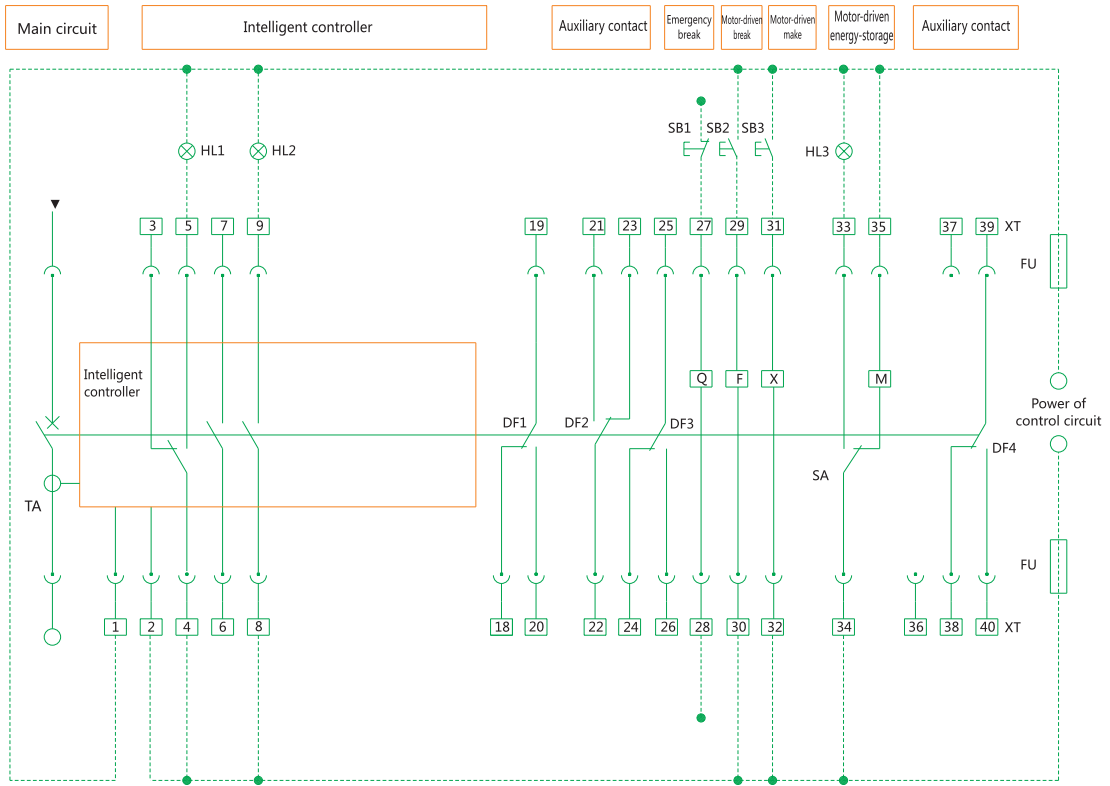 Main circuit
Intelligent controller
Auxiliary contact
Emergency
break
Motor-driven
break
Motor-driven
make
Motor-driven
energy-storage
Auxiliary contact
SB1 SB2 SB3
HL1 HL2 HL3
3 5 7 9 19 21 23 25 27 29 31 33 35 37 39 XT
FU
Intelligent
controller
Q F X M
Power of
control circuit
DF1 DF2 DF3 DF4
SA
TA
FU
1 2 4 6 8 18 20 22 24 26 28 30 32 34 36 38 40 XT